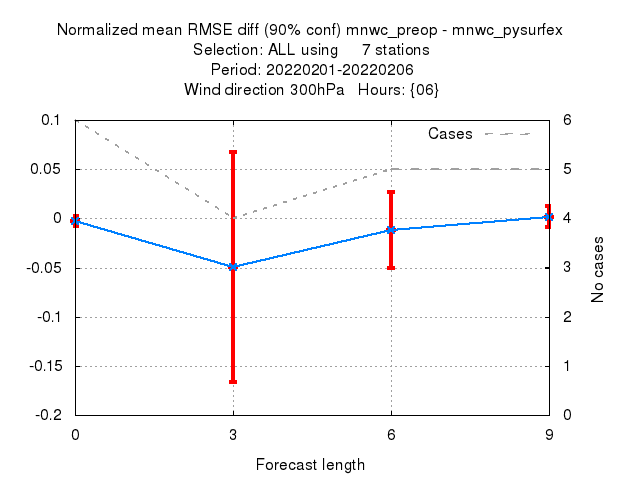 Normalized mean RMSE diff (90% conf) mnwc_preop - mnwc_pysurfex
Selection: ALL using 7 stations
Period: 20220201-20220206
Wind direction 300hPa Hours: {06}
Cases
0.1
0.05
0
-0.05
-0.1
-0.15
-0.2
6
5
4
3
2
1
0
No cases
0 3 6 9
Forecast length